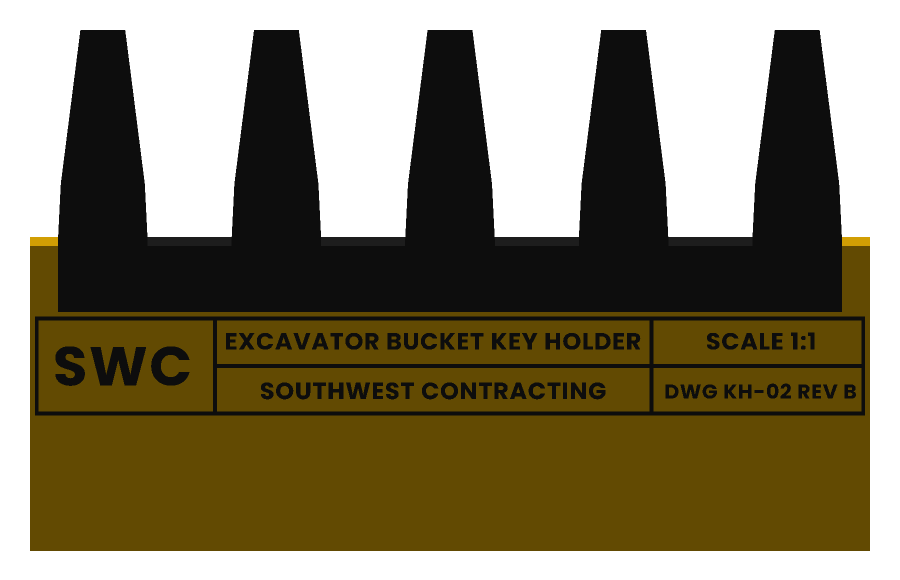 SWC
EXCAVATOR BUCKET KEY HOLDER
SCALE 1:1
SOUTHWEST CONTRACTING
DWG KH-02 REV B